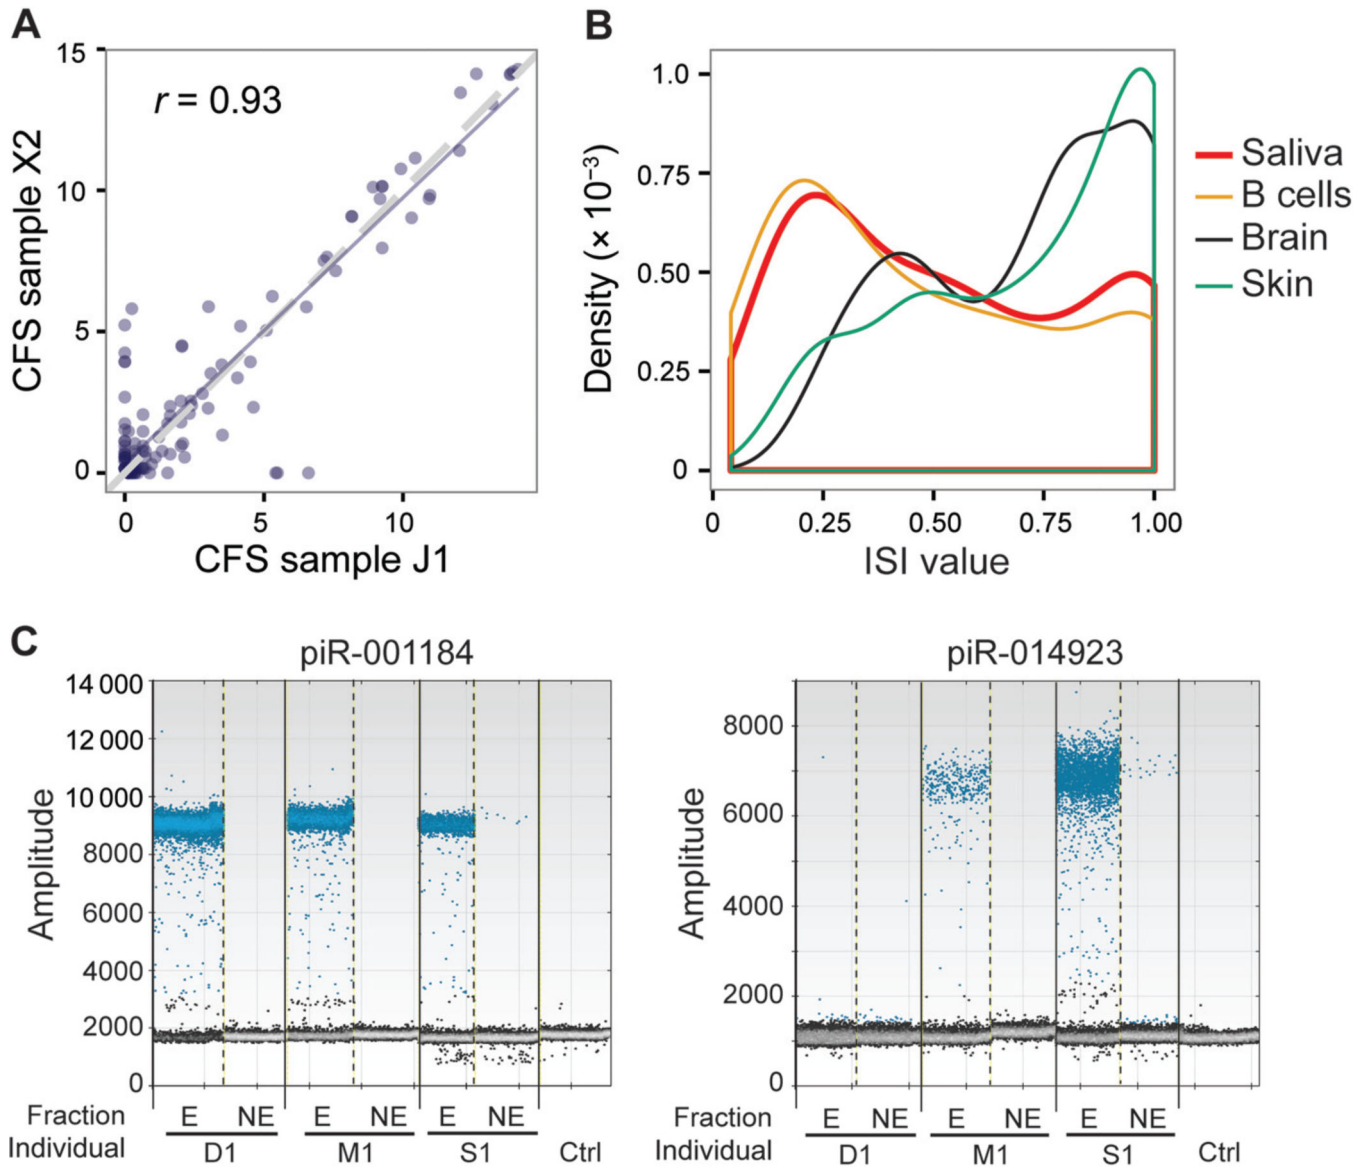 A
r = 0.93
CFS sample X2
15
10
5
0
0 5 10
CFS sample J1
B
Density (× 10⁻³)
1.0
0.75
0.50
0.25
0
0 0.25 0.50 0.75 1.00
ISI value
Saliva
B cells
Brain
Skin
C
piR-001184
Amplitude
14 000
12 000
10 000
8000
6000
4000
2000
0
Fraction E NE E NE E NE
Individual D1 M1 S1 Ctrl
piR-014923
Amplitude
8000
6000
4000
2000
0
Fraction E NE E NE E NE
Individual D1 M1 S1 Ctrl